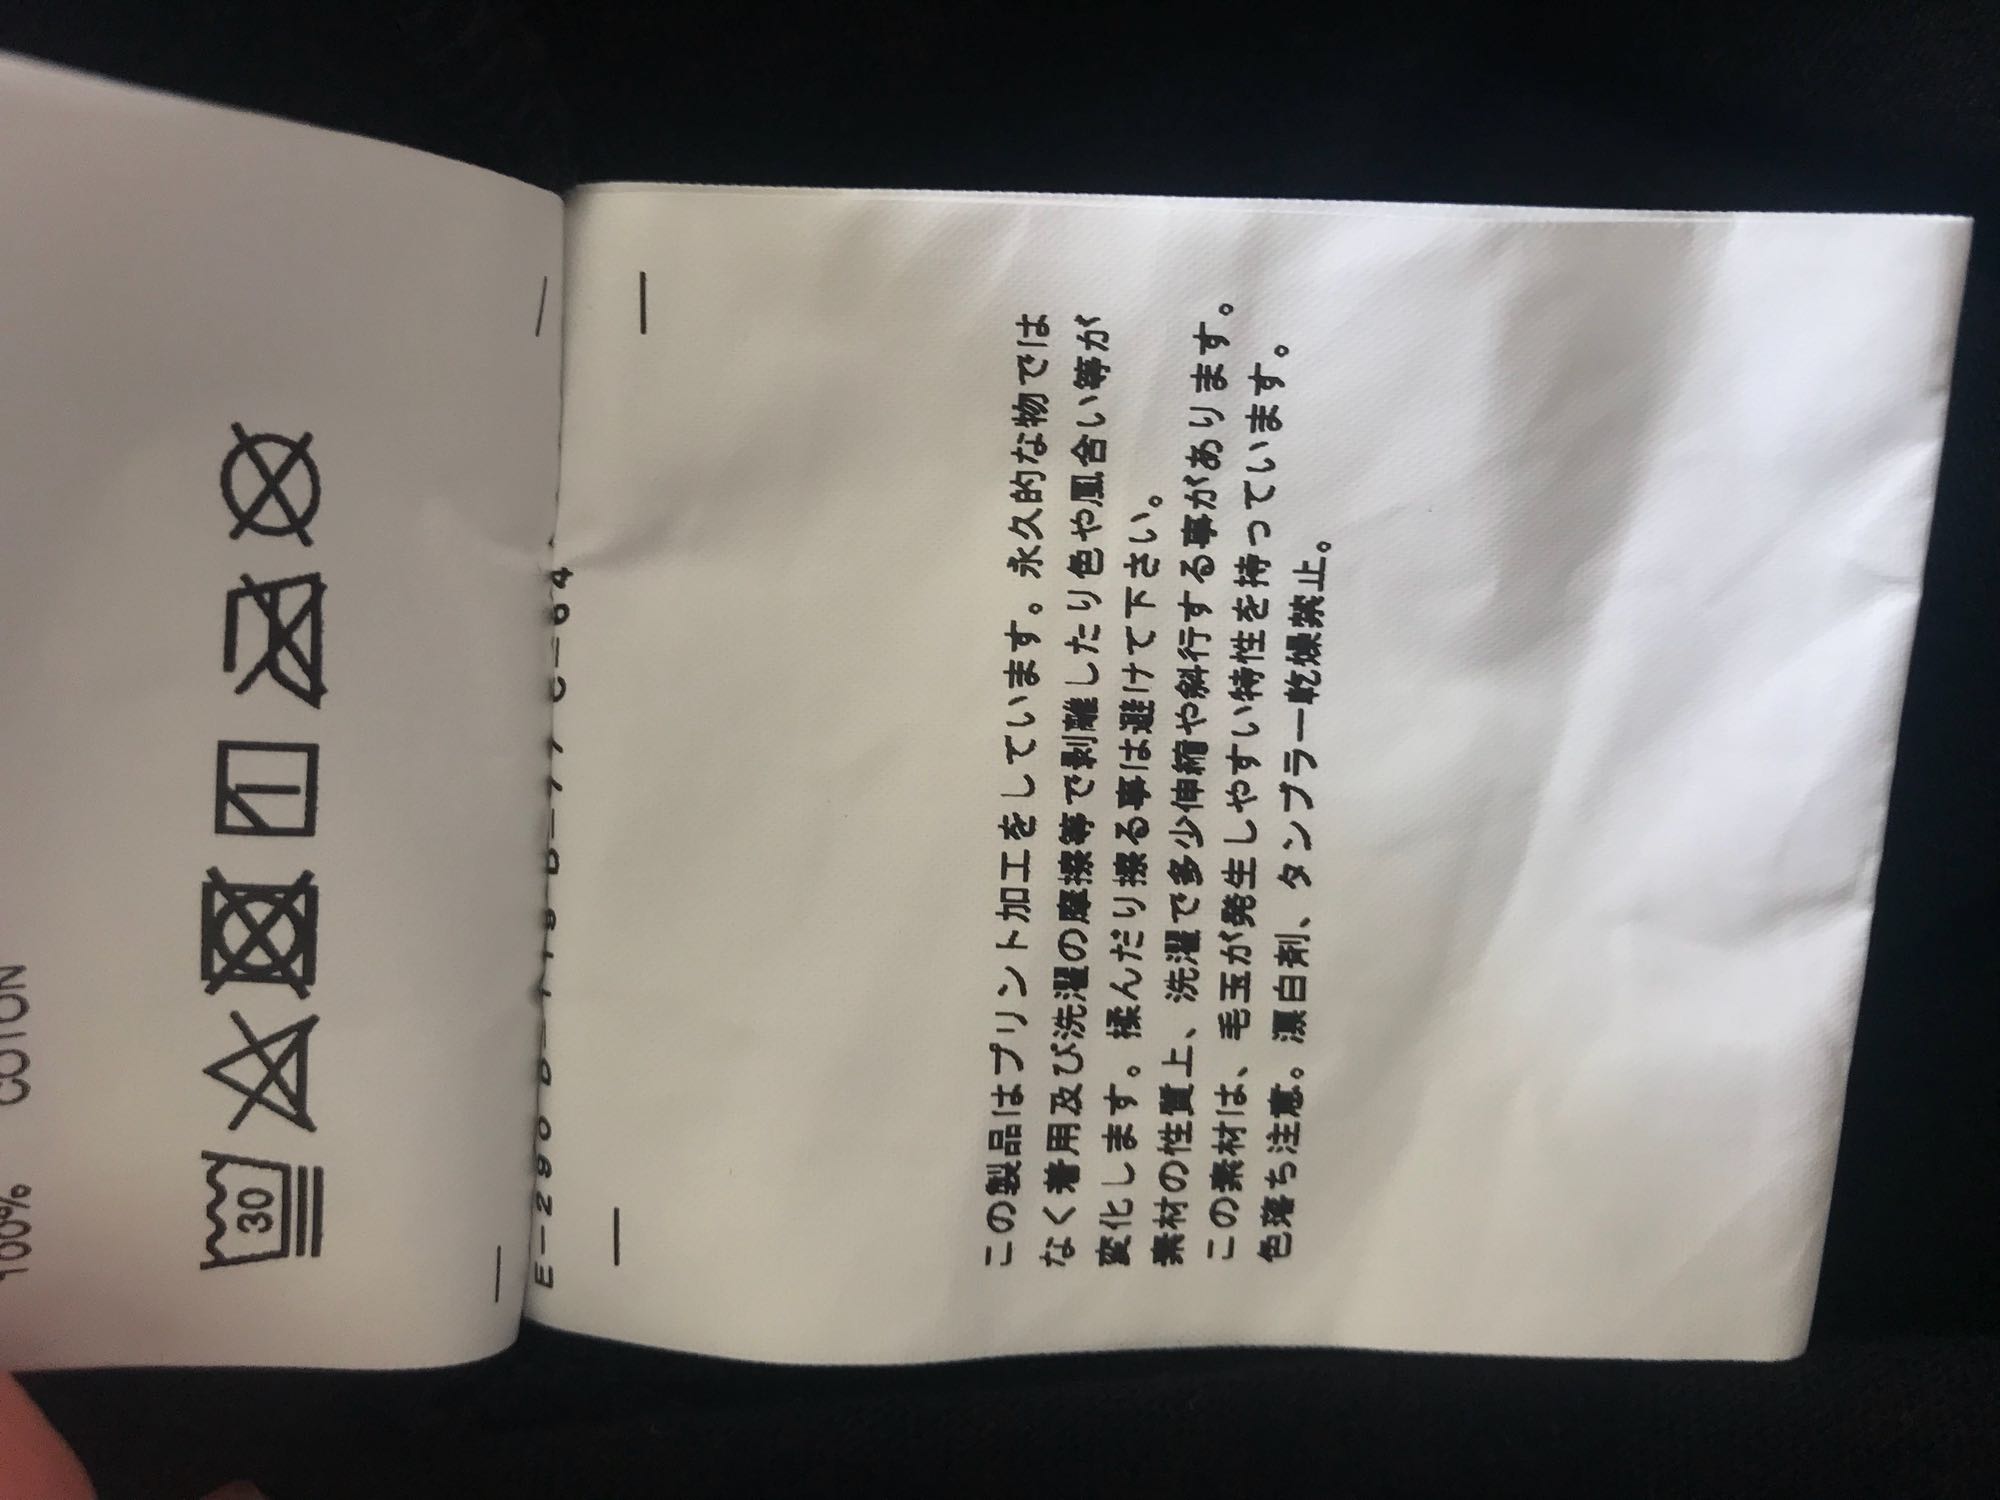 100% COTON
30
この製品はプリント加工をしています。永久的な物では
なく着用及び洗濯の摩擦等で剥離したり色や風合い等が
変化します。揉んだり擦る事は避けて下さい。
素材の性質上、洗濯で多少伸縮や斜行する事があります。
この素材は、毛玉が発生しやすい特性を持っています。
色落ち注意。漂白剤、タンブラー乾燥禁止。